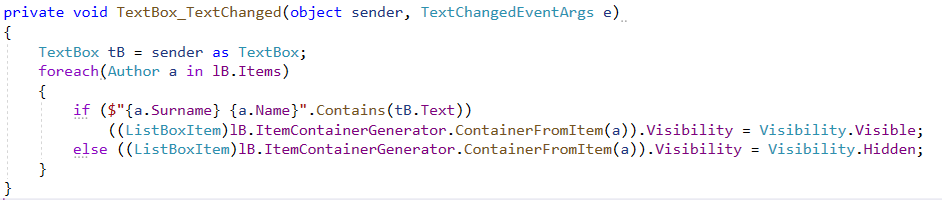 private void TextBox_TextChanged(object sender, TextChangedEventArgs e)
{
    TextBox tB = sender as TextBox;
    foreach(Author a in lB.Items)
    {
        if ($"{a.Surname} {a.Name}".Contains(tB.Text))
            ((ListBoxItem)lB.ItemContainerGenerator.ContainerFromItem(a)).Visibility = Visibility.Visible;
        else ((ListBoxItem)lB.ItemContainerGenerator.ContainerFromItem(a)).Visibility = Visibility.Hidden;
    }
}